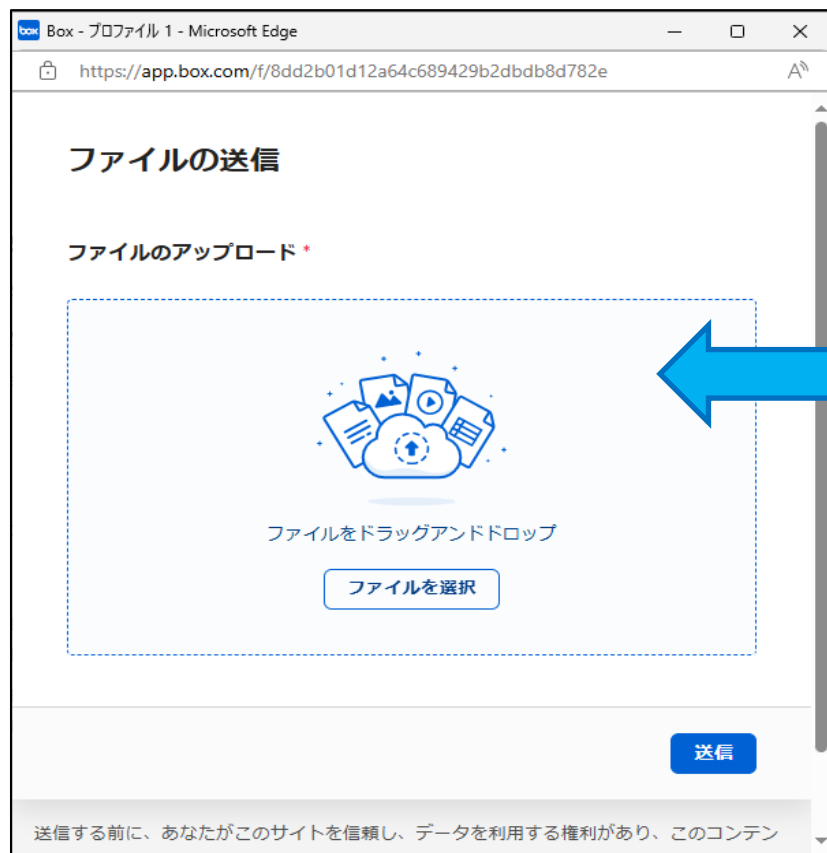 box Box - プロファイル 1 - Microsoft Edge
https://app.box.com/f/8dd2b01d12a64c689429b2dbdb8d782e A
ファイルの送信
ファイルのアップロード *
ファイルをドラッグアンドドロップ
ファイルを選択
送信
送信する前に、あなたがこのサイトを信頼し、データを利用する権利があり、このコンテン